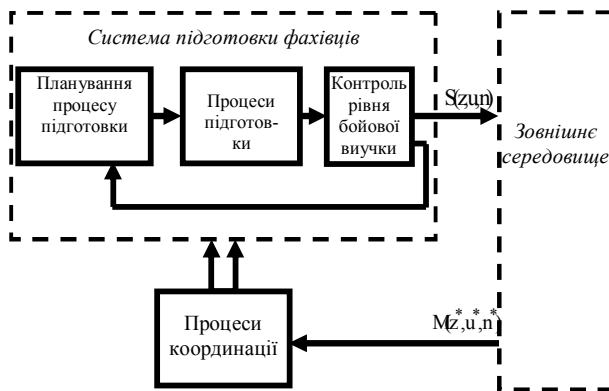 Система підготовки фахівців
Планування
процесу
підготовки
Процеси
підготов-
ки
Контроль
рівня
бойової
виучки
S(z,u,n)
Зовнішнє
середовище
M(z*,u*,n*)
Процеси
координації